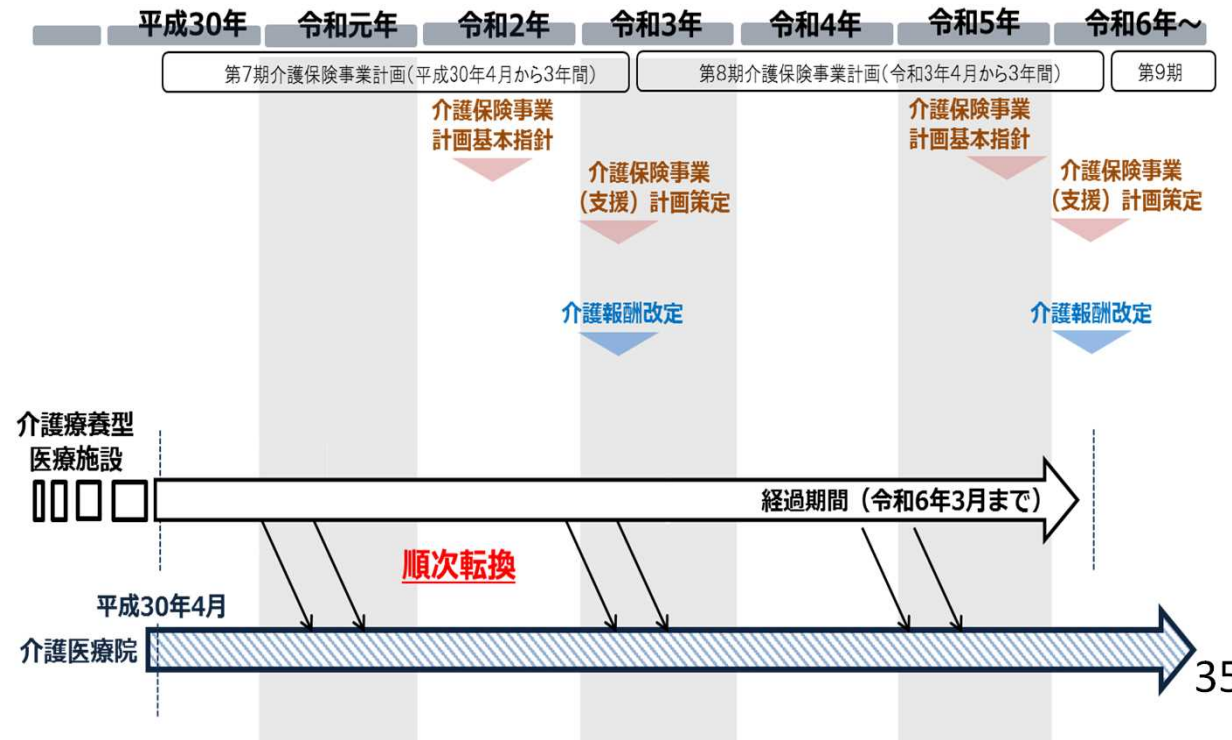 平成30年 令和元年 令和2年 令和3年 令和4年 令和5年 令和6年～
第7期介護保険事業計画(平成30年4月から3年間) 第8期介護保険事業計画(令和3年4月から3年間) 第9期
介護保険事業
計画基本指針
介護保険事業
計画基本指針
介護保険事業
(支援)計画策定
介護保険事業
(支援)計画策定
介護報酬改定 介護報酬改定
介護療養型
医療施設
経過期間（令和6年3月まで）
順次転換
平成30年4月
介護医療院
35